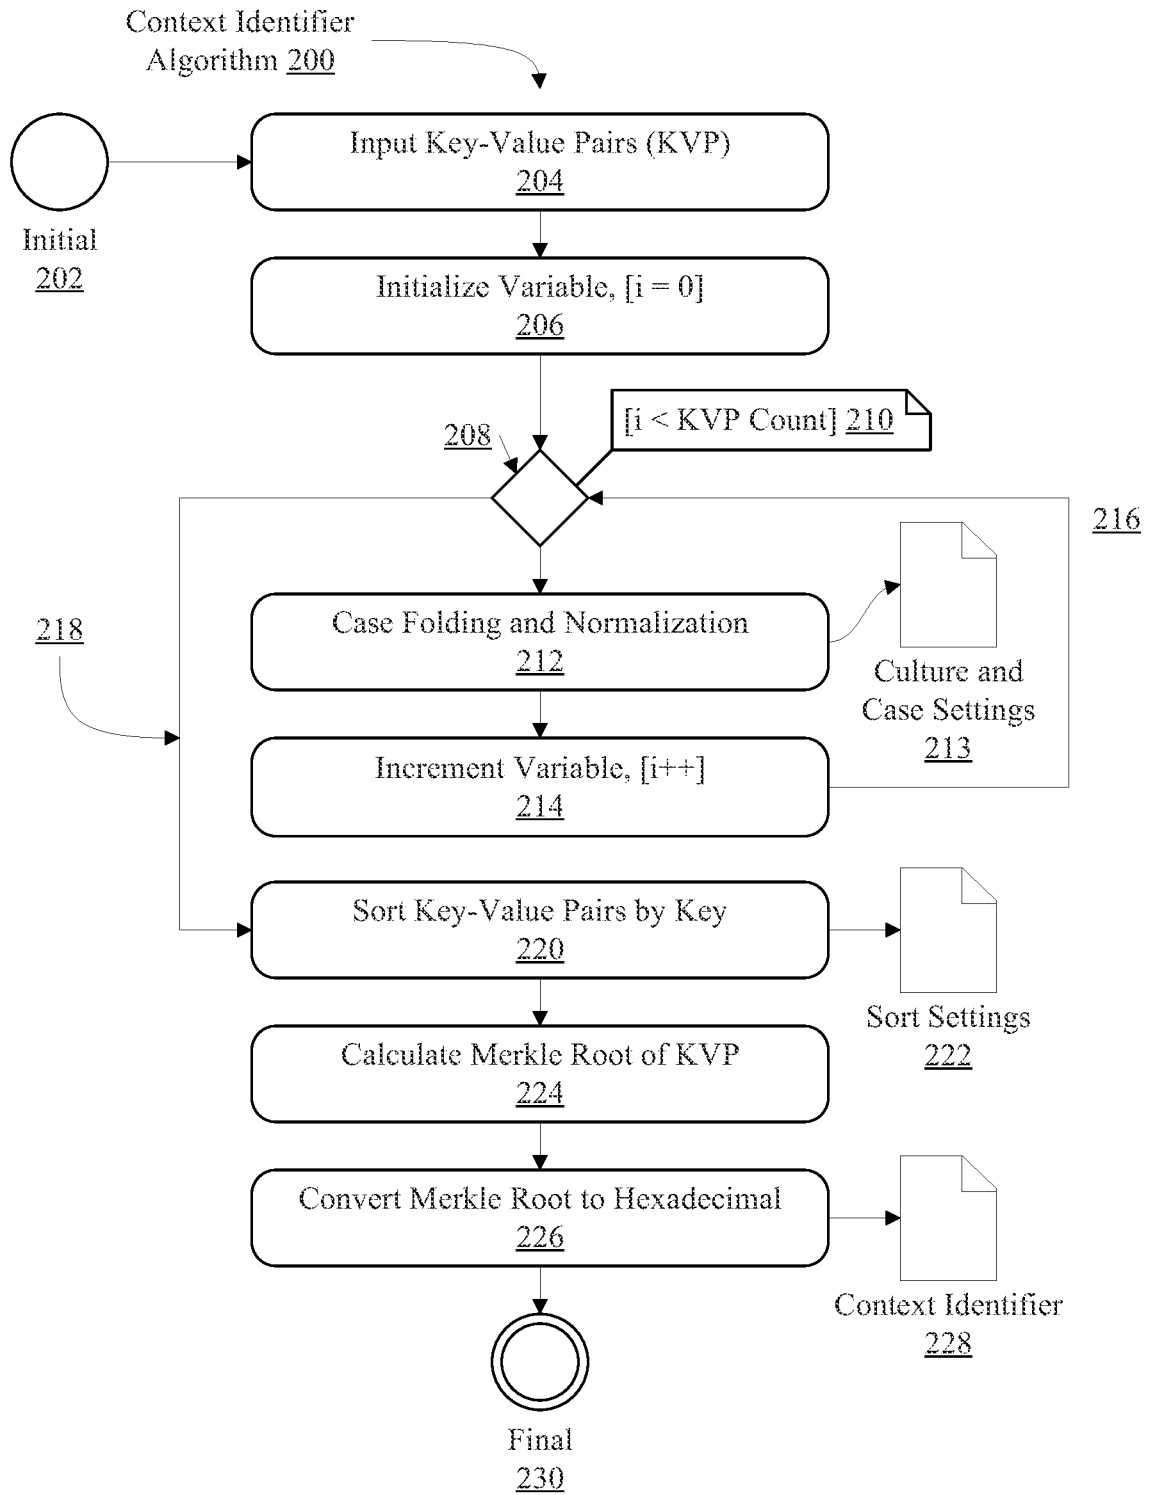 Context Identifier
Algorithm 200
Input Key-Value Pairs (KVP)
204
Initial
202
Initialize Variable, [i = 0]
206
[i < KVP Count] 210
208
216
Case Folding and Normalization
212
218
Culture and
Case Settings
213
Increment Variable, [i++]
214
Sort Key-Value Pairs by Key
220
Sort Settings
222
Calculate Merkle Root of KVP
224
Convert Merkle Root to Hexadecimal
226
Context Identifier
228
Final
230